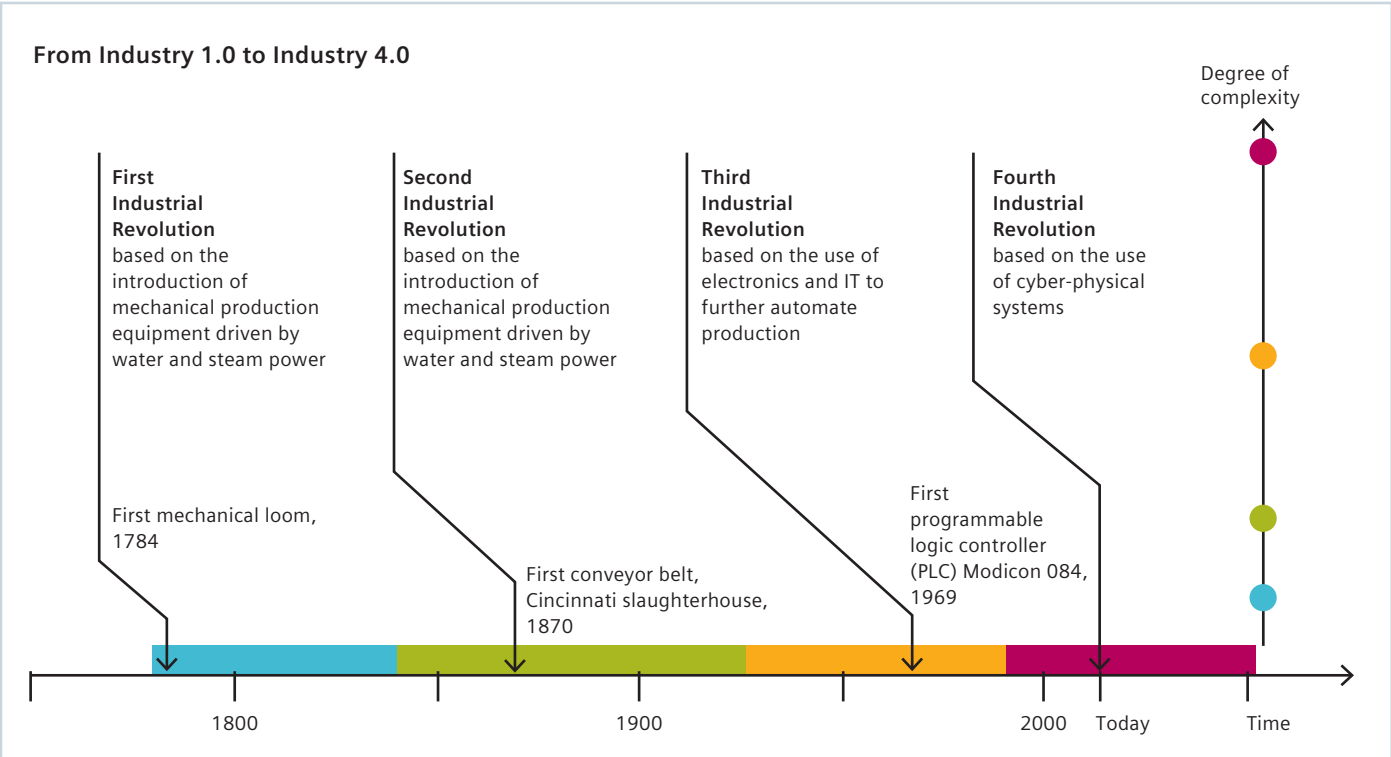 From Industry 1.0 to Industry 4.0
Degree of
complexity
First
Industrial
Revolution
based on the
introduction of
mechanical production
equipment driven by
water and steam power
Second
Industrial
Revolution
based on the
introduction of
mechanical production
equipment driven by
water and steam power
Third
Industrial
Revolution
based on the use of
electronics and IT to
further automate
production
Fourth
Industrial
Revolution
based on the use
of cyber-physical
systems
First mechanical loom,
1784
First conveyor belt,
Cincinnati slaughterhouse,
1870
First
programmable
logic controller
(PLC) Modicon 084,
1969
1800
1900
2000
Today
Time